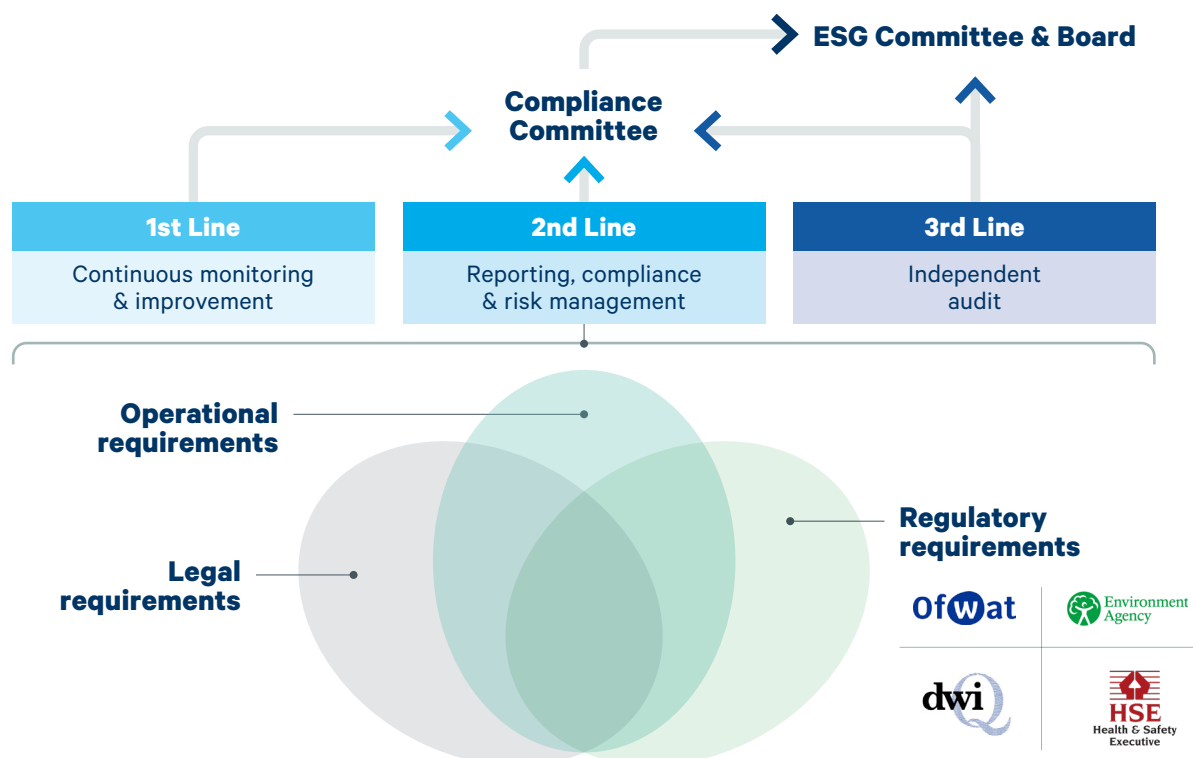 ESG Committee & Board
Compliance
Committee
1st Line
Continuous monitoring
& improvement
2nd Line
Reporting, compliance
& risk management
3rd Line
Independent
audit
Operational
requirements
Legal
requirements
Regulatory
requirements
Ofwat
Environment
Agency
dwi
HSE
Health & Safety
Executive